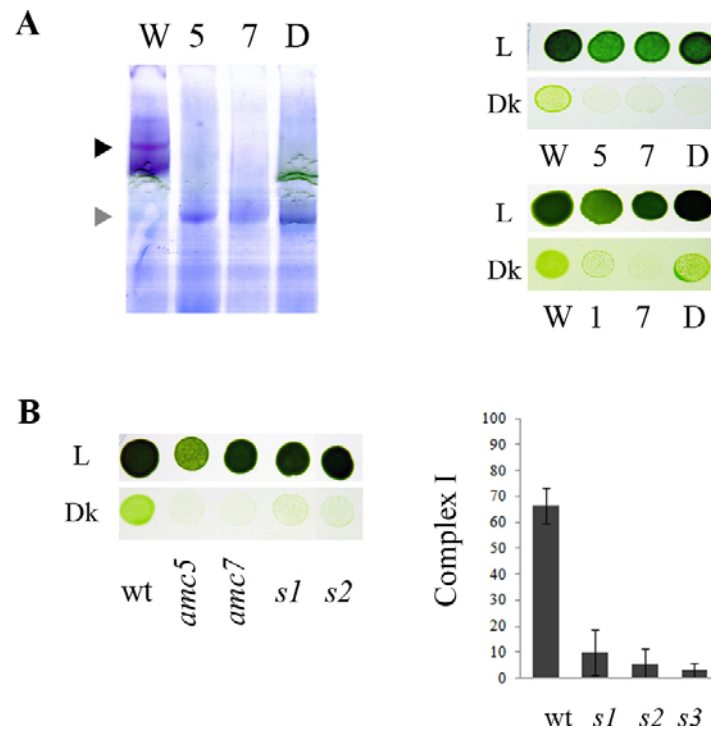 A
W 5 7 D
L
Dk
W 5 7 D
L
Dk
W 1 7 D
B
L
Dk
wt amc5 amc7 s1 s2
Complex I
100
90
80
70
60
50
40
30
20
10
0
wt s1 s2 s3